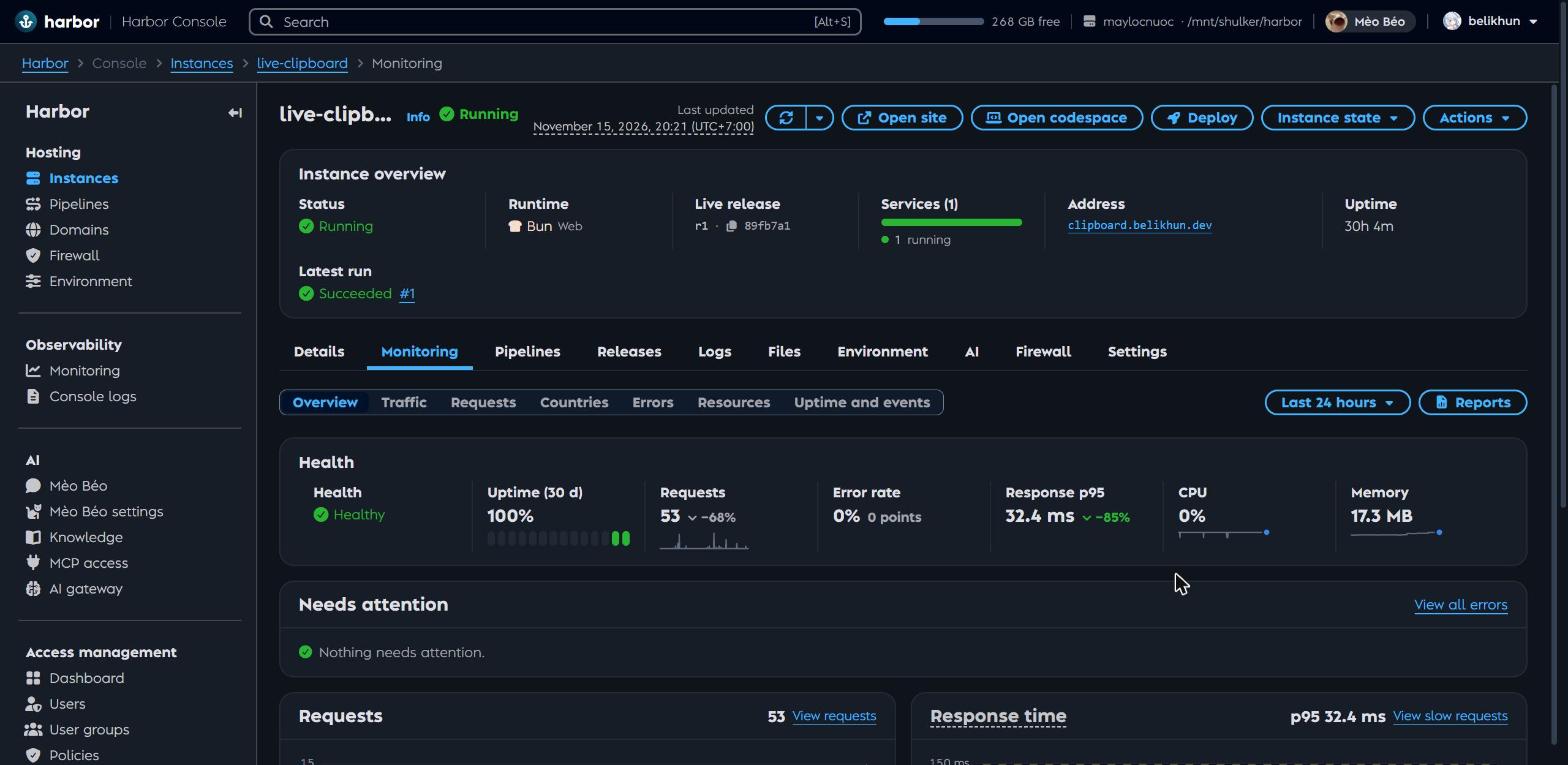 harbor
Harbor Console
Search
[Alt+S]
268 GB free
maylocnuoc · /mnt/shulker/harbor
Mèo Béo
belikhun
Harbor > Console > Instances > live-clipboard > Monitoring
Harbor
Hosting
Instances
Pipelines
Domains
Firewall
Environment
Observability
Monitoring
Console logs
AI
Mèo Béo
Mèo Béo settings
Knowledge
MCP access
AI gateway
Access management
Dashboard
Users
User groups
Policies
live-clipb... Info Running
Last updated
November 15, 2026, 20:21 (UTC+7:00)
Open site
Open codespace
Deploy
Instance state
Actions
Instance overview
Status
Running
Runtime
Bun Web
Live release
r1 · 89fb7a1
Services (1)
1 running
Address
clipboard.belikhun.dev
Uptime
30h 4m
Latest run
Succeeded #1
Details Monitoring Pipelines Releases Logs Files Environment AI Firewall Settings
Overview Traffic Requests Countries Errors Resources Uptime and events
Last 24 hours
Reports
Health
Health
Healthy
Uptime (30 d)
100%
Requests
53 −68%
Error rate
0% 0 points
Response p95
32.4 ms −85%
CPU
0%
Memory
17.3 MB
Needs attention
View all errors
Nothing needs attention.
Requests
53 View requests
15
Response time
p95 32.4 ms View slow requests
150 ms